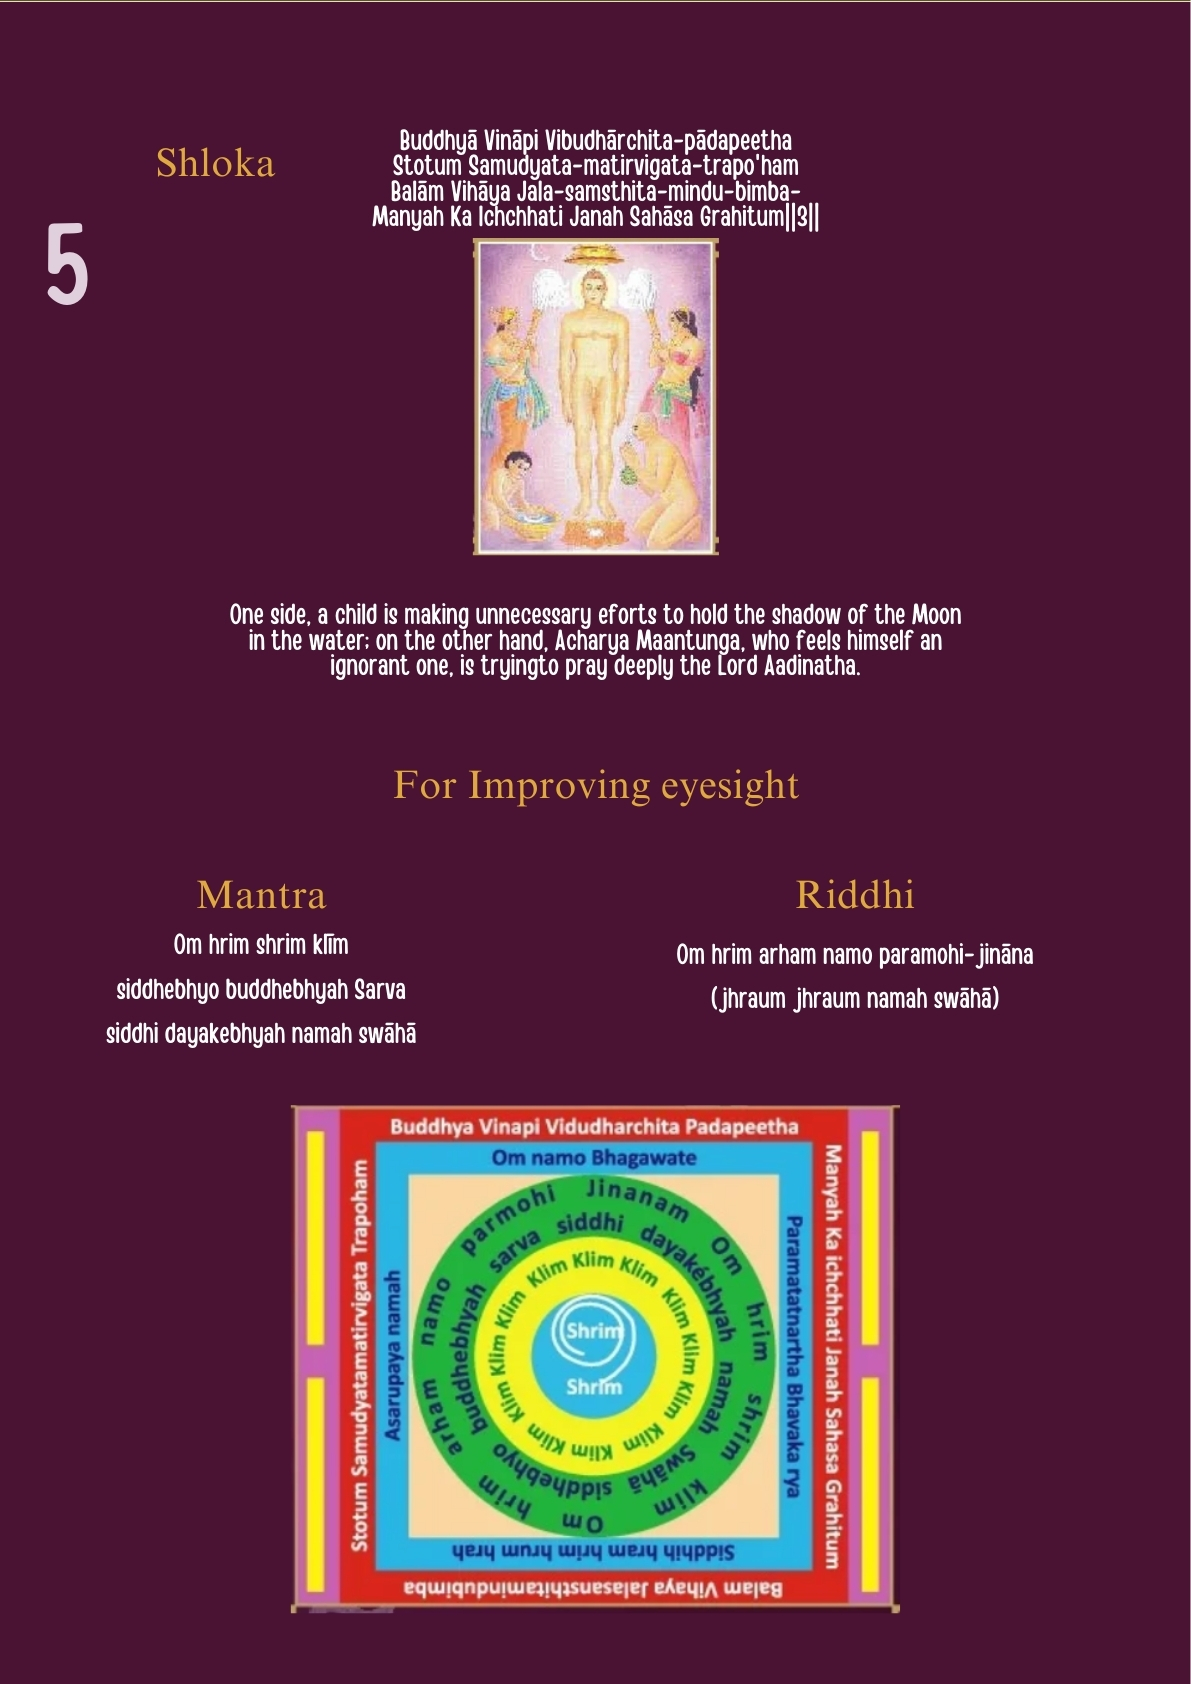 Shloka
5
Buddhyā Vināpi Vibudhārchita-pādapeetha
Stotum Samudyata-matirvigata-trapo'ham
Balām Vihāya Jala-samsthita-mindu-bimba-
Manyah Ka Ichchhati Janah Sahāsa Grahitum||3||
One side, a child is making unnecessary eforts to hold the shadow of the Moon
in the water; on the other hand, Acharya Maantunga, who feels himself an
ignorant one, is tryingto pray deeply the Lord Aadinatha.
For Improving eyesight
Mantra
Om hrim shrim klīm
siddhebhyo buddhebhyah Sarva
siddhi dayakebhyah namah swāhā
Riddhi
Om hrim arham namo paramohi-jināna
(jhraum jhraum namah swāhā)
Buddhya Vinapi Vidudharchita Padapeetha
Manyah Ka ichchhati Janah Sahasa Grahitum
Balam Vihaya Jalasansthitamindubimba
Stotum Samudyatamatirvigata Trapoham
Om namo Bhagawate
Paramatatnartha Bhavaka rya
Siddhih hram hrim hrum hrah
Asarupaya namah
Om hrim arham namo parmohi Jinanam Om hrim shrim klim
siddhebhyo buddhebhyah sarva siddhi dayakébhyah namah Swāhā
Klim Klim Klim Klim Klim Klim Klim Klim Klim Klim Klim Klim Klim
Shrim
Shrim